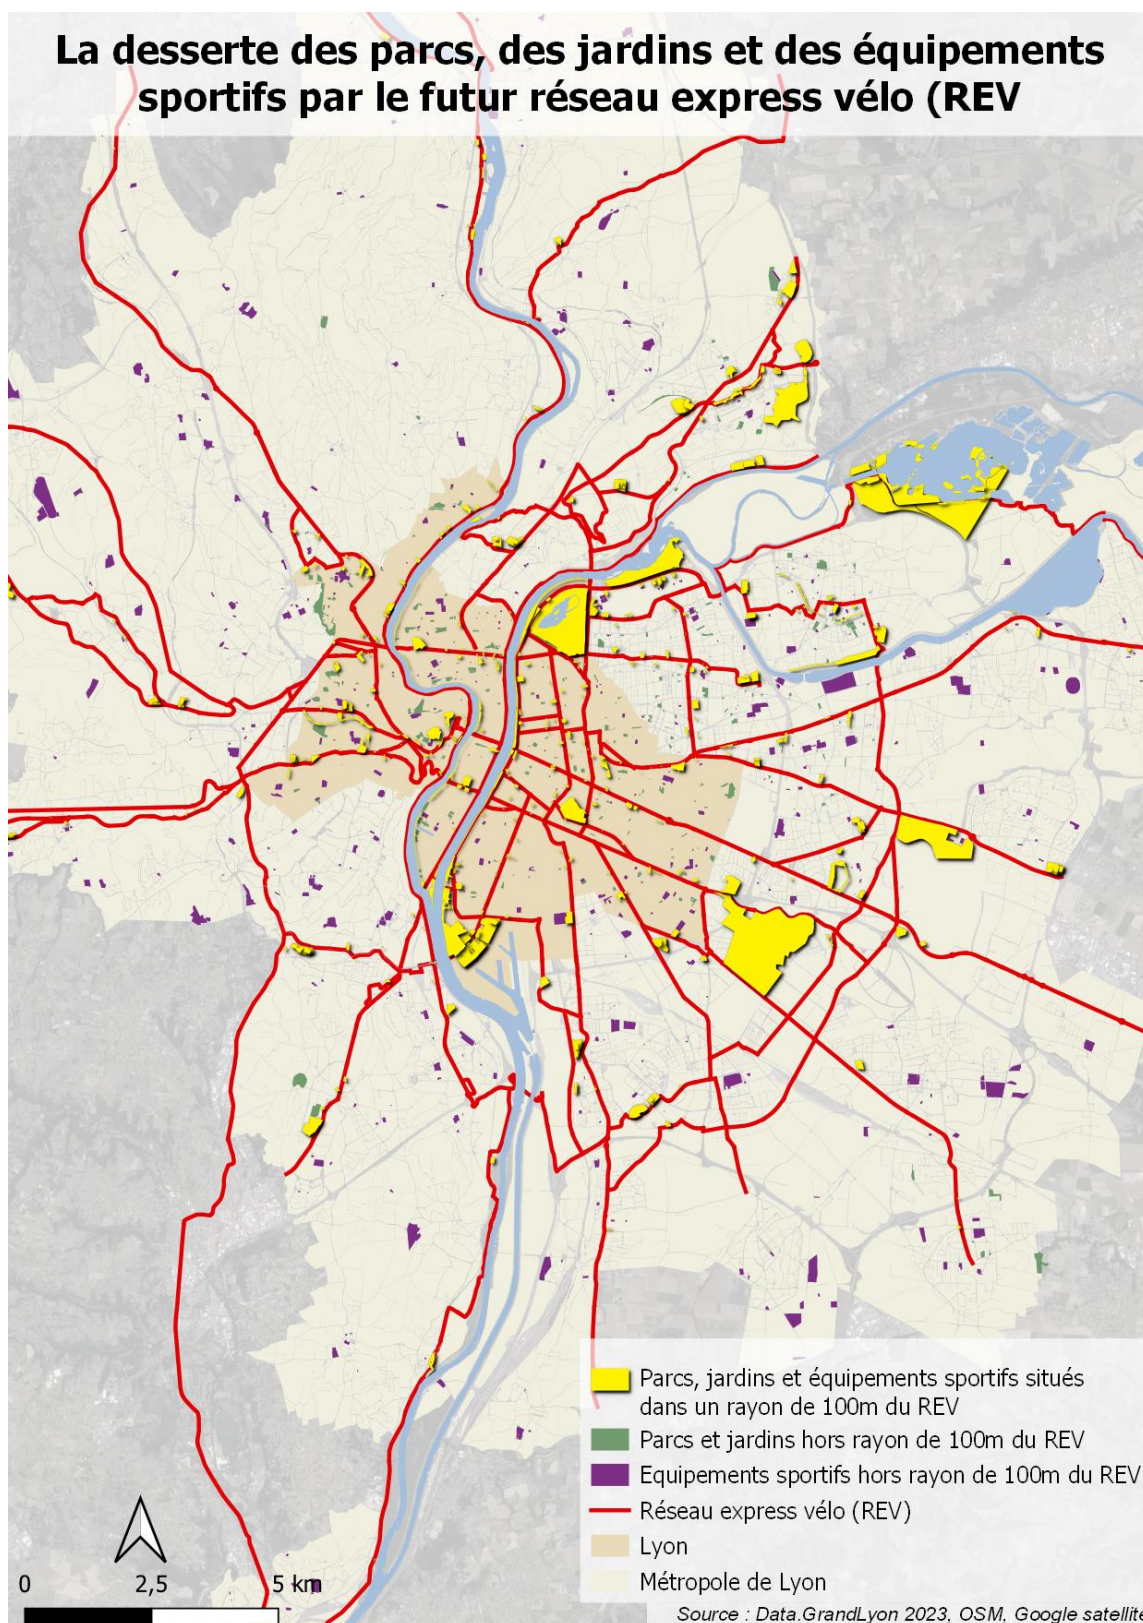 La desserte des parcs, des jardins et des équipements
sportifs par le futur réseau express vélo (REV
Parcs, jardins et équipements sportifs situés
dans un rayon de 100m du REV
Parcs et jardins hors rayon de 100m du REV
Equipements sportifs hors rayon de 100m du REV
Réseau express vélo (REV)
Lyon
Métropole de Lyon
0 2,5 5 km
Source : Data.GrandLyon 2023, OSM, Google satellite